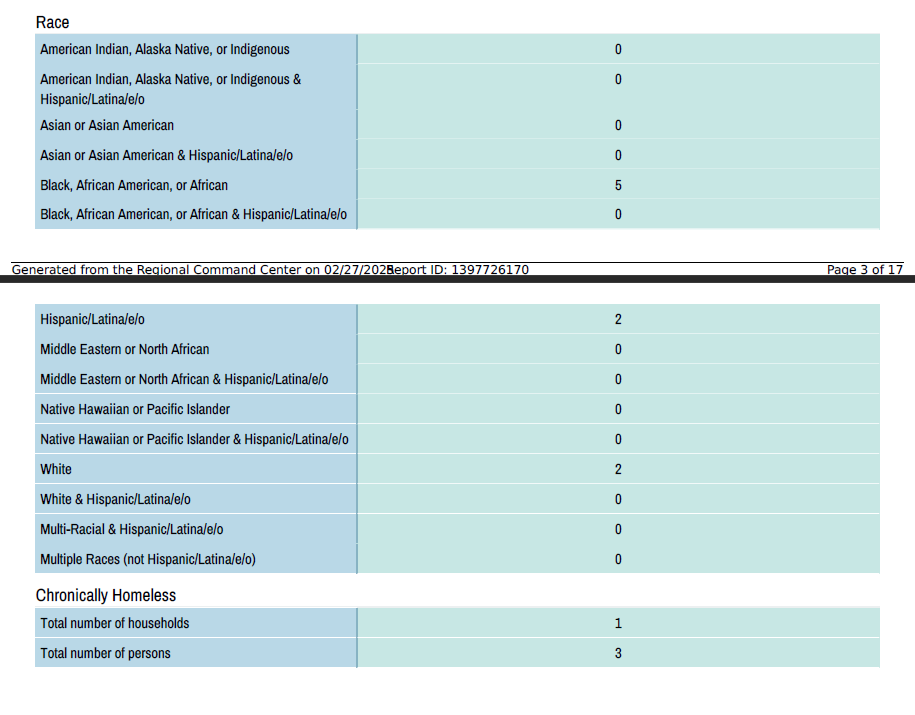 Race
American Indian, Alaska Native, or Indigenous 0
American Indian, Alaska Native, or Indigenous & 0
Hispanic/Latina/e/o
Asian or Asian American 0
Asian or Asian American & Hispanic/Latina/e/o 0
Black, African American, or African 5
Black, African American, or African & Hispanic/Latina/e/o 0
Generated from the Regional Command Center on 02/27/2025 Report ID: 1397726170 Page 3 of 17
Hispanic/Latina/e/o 2
Middle Eastern or North African 0
Middle Eastern or North African & Hispanic/Latina/e/o 0
Native Hawaiian or Pacific Islander 0
Native Hawaiian or Pacific Islander & Hispanic/Latina/e/o 0
White 2
White & Hispanic/Latina/e/o 0
Multi-Racial & Hispanic/Latina/e/o 0
Multiple Races (not Hispanic/Latina/e/o) 0
Chronically Homeless
Total number of households 1
Total number of persons 3